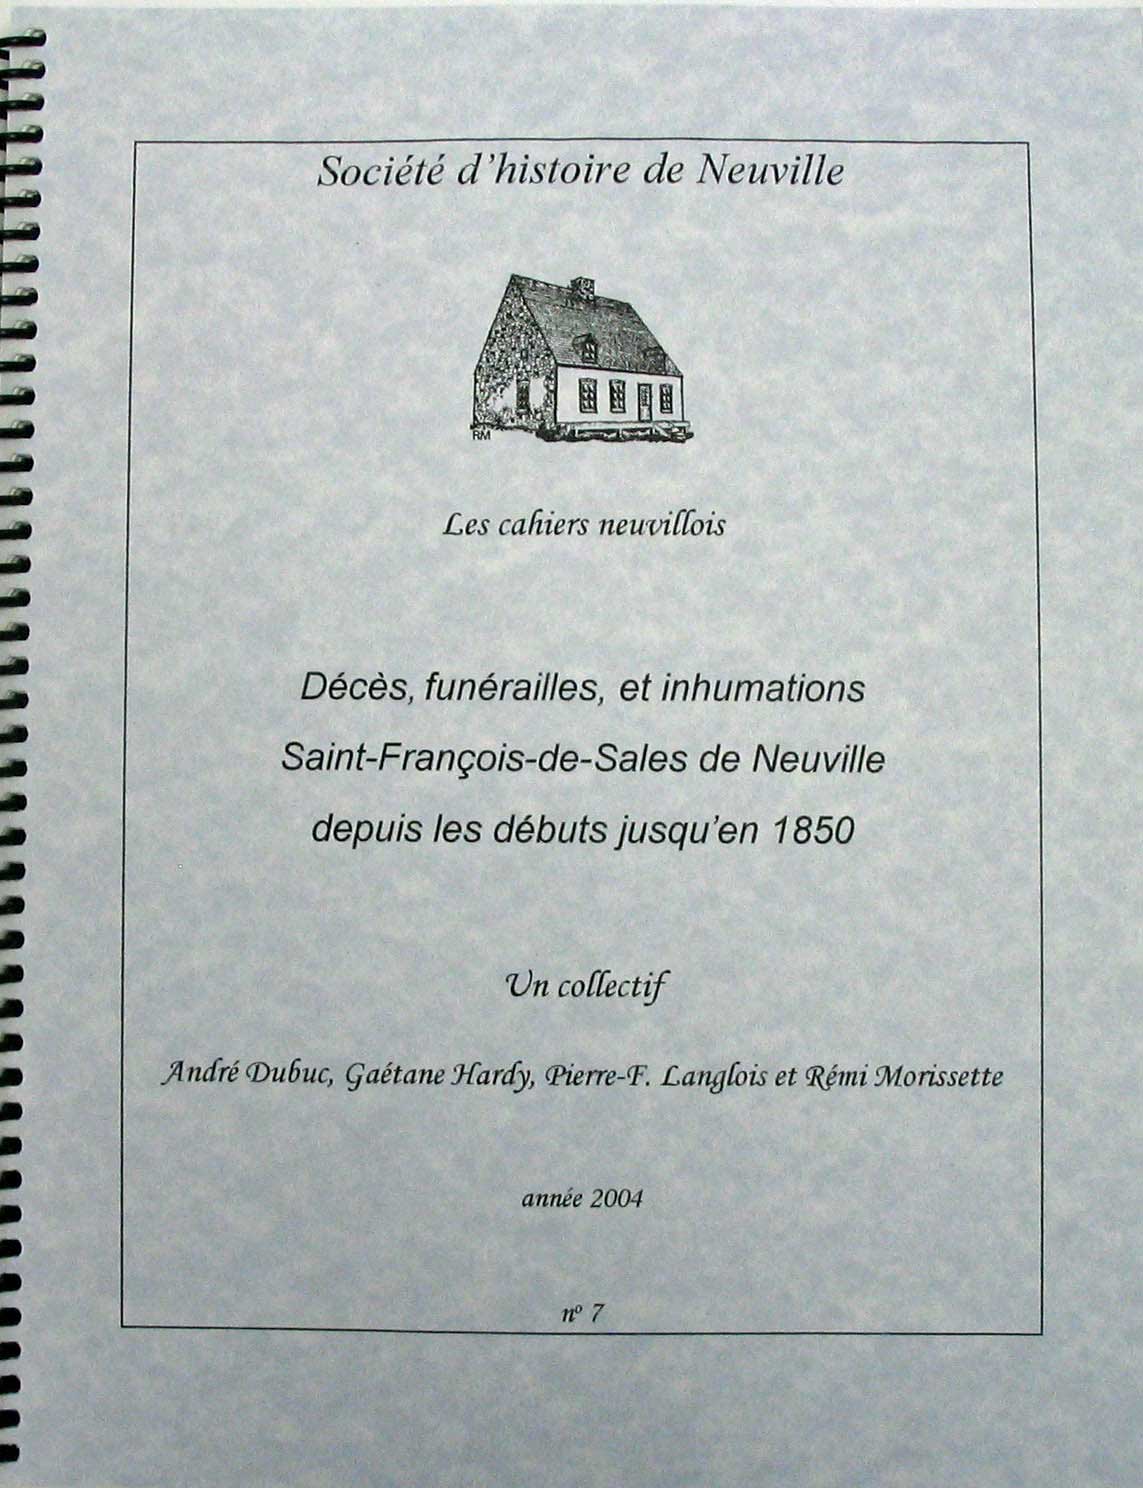 Société d'histoire de Neuville
RM
Les cahiers neuvillois
Décès, funérailles, et inhumations
Saint-François-de-Sales de Neuville
depuis les débuts jusqu'en 1850
Un collectif
André Dubuc, Gaétane Hardy, Pierre-F. Langlois et Rémi Morissette
année 2004
nº 7